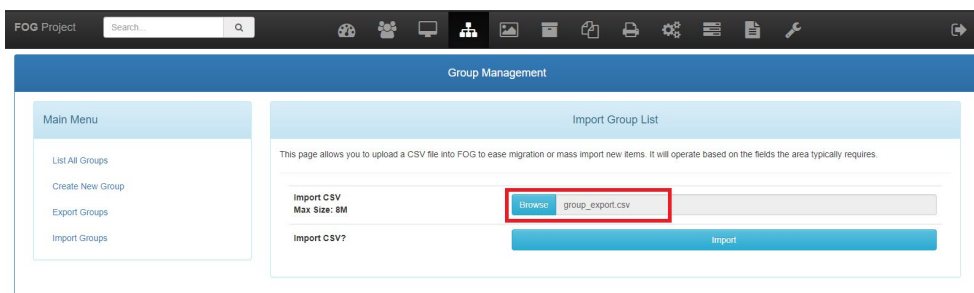 FOG Project
Search...
Group Management
Main Menu
List All Groups
Create New Group
Export Groups
Import Groups
Import Group List
This page allows you to upload a CSV file into FOG to ease migration or mass import new items. It will operate based on the fields the area typically requires.
Import CSV
Max Size: 8M
Browse group_export.csv
Import CSV?
Import